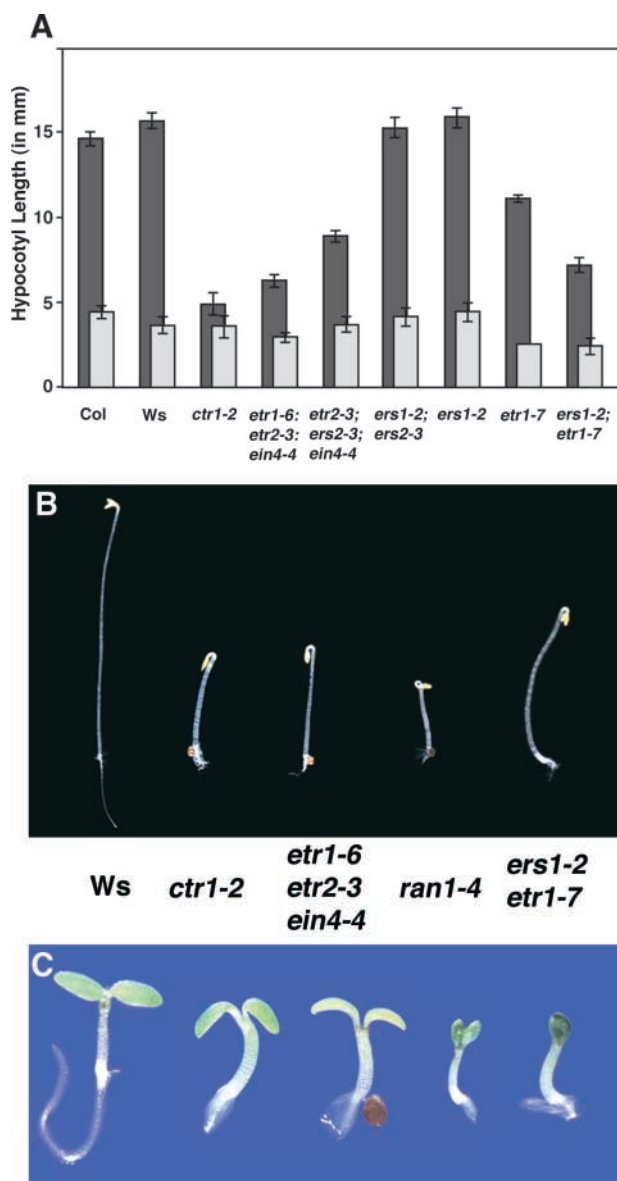 A
Hypocotyl Length (in mm)
15
10
5
0
Col
Ws
ctr1-2
etr1-6:
etr2-3:
ein4-4
etr2-3;
ers2-3;
ein4-4
ers1-2;
ers2-3
ers1-2
etr1-7
ers1-2;
etr1-7
B
Ws
ctr1-2
etr1-6
etr2-3
ein4-4
ran1-4
ers1-2
etr1-7
C